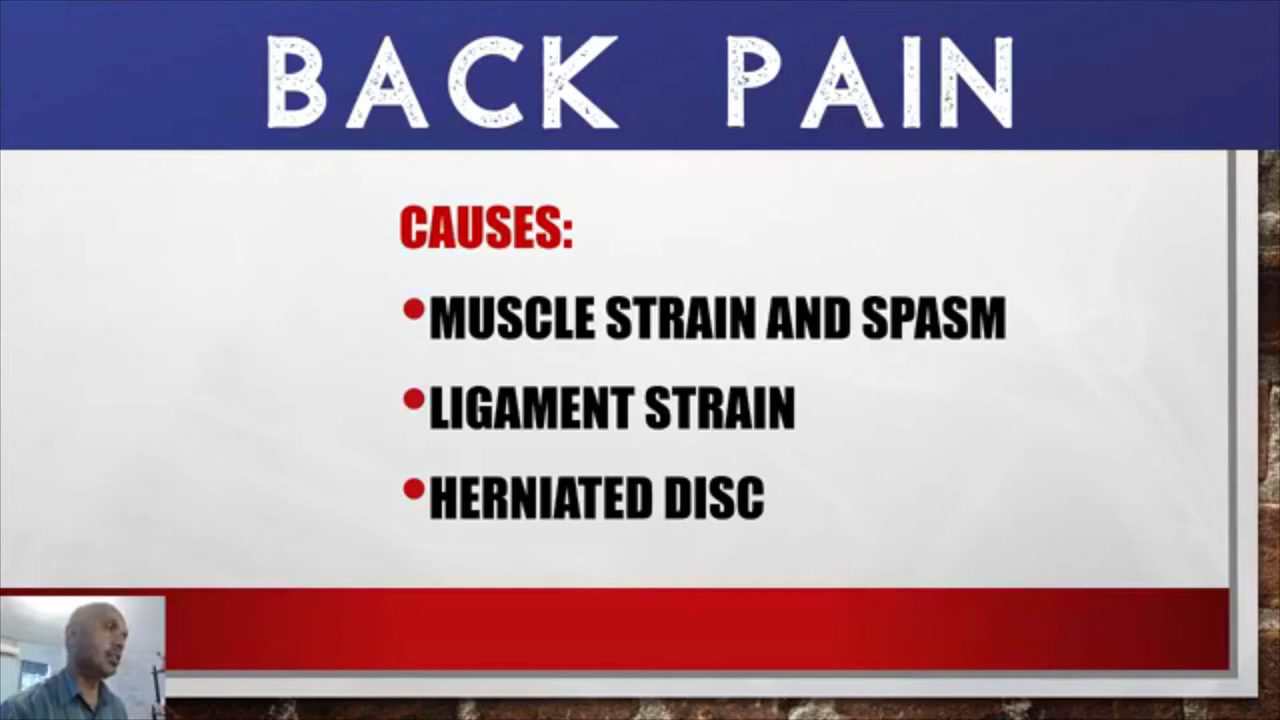 BACK PAIN
CAUSES:
•MUSCLE STRAIN AND SPASM
•LIGAMENT STRAIN
•HERNIATED DISC